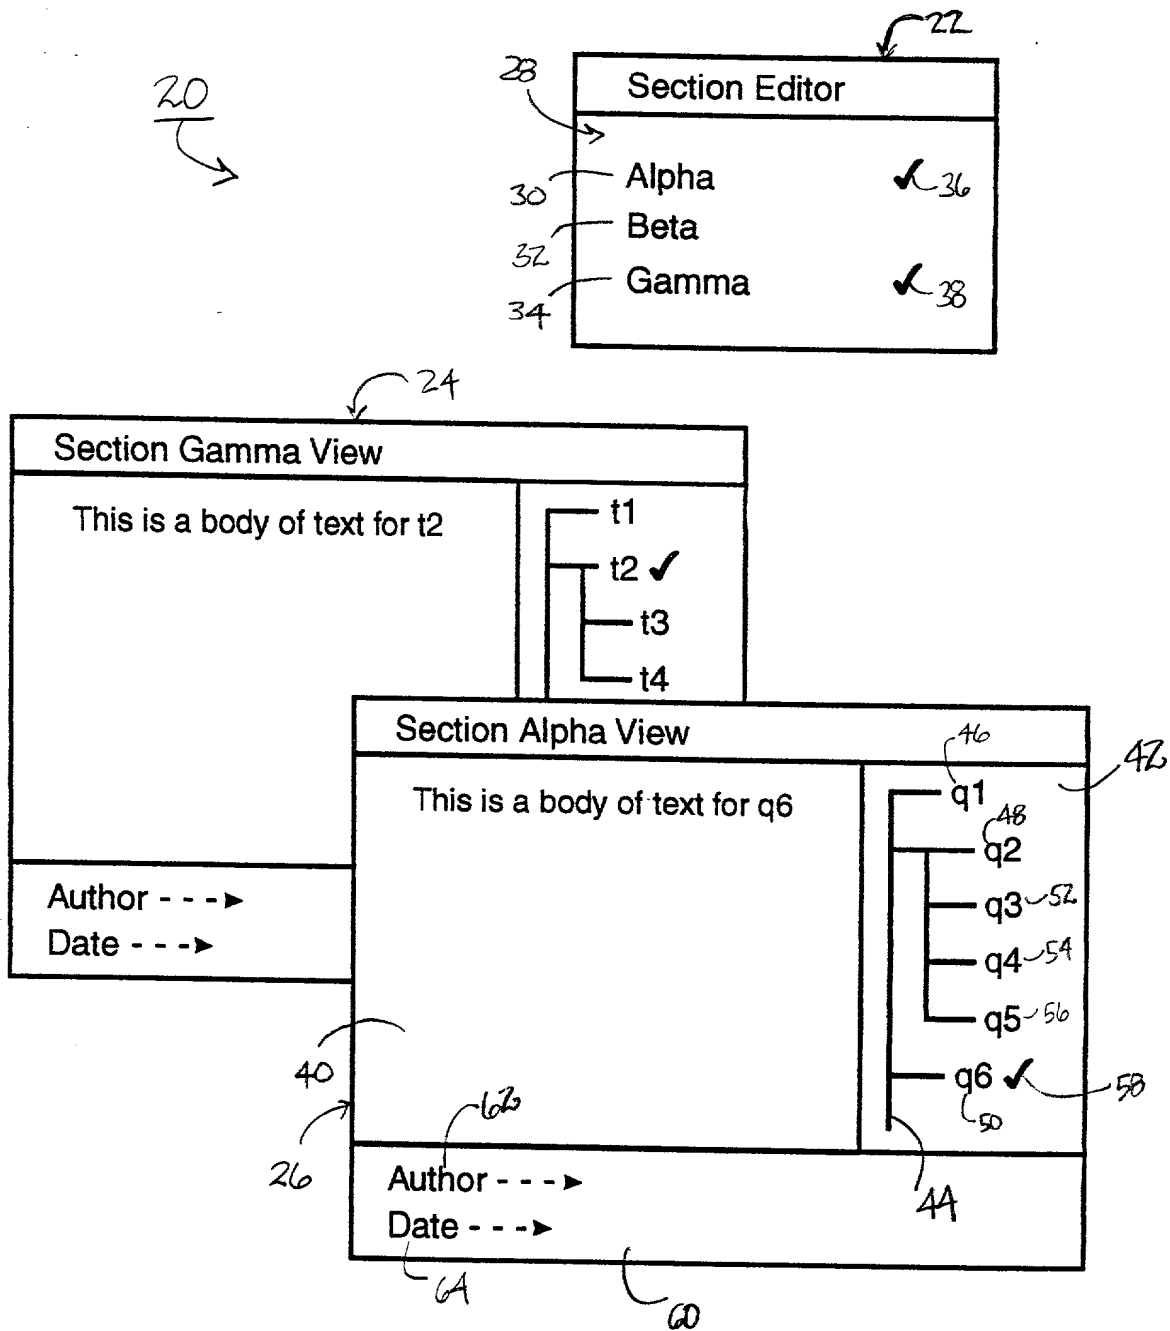 22
20
28
Section Editor
30 Alpha ✓ 36
32 Beta
34 Gamma ✓ 38
24
Section Gamma View
This is a body of text for t2
t1
t2 ✓
t3
t4
Author - - - ➤
Date - - - ➤
26
Section Alpha View
This is a body of text for q6
42
46
q1
48
q2
q3 52
q4 54
q5 56
q6 ✓ 58
50
44
40
62
Author - - - ➤
Date - - - ➤
64
60